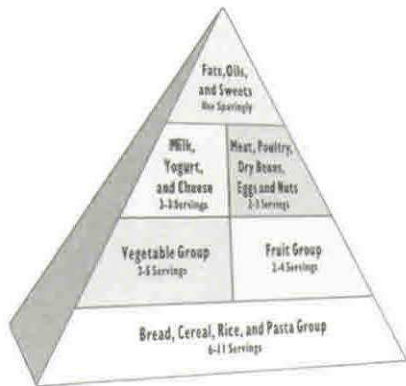 Fats, Oils,
and Sweets
Use Sparingly
Milk,
Yogurt,
and Cheese
2-3 Servings
Meat, Poultry,
Dry Beans,
Eggs and Nuts
2-3 Servings
Vegetable Group
3-5 Servings
Fruit Group
2-4 Servings
Bread, Cereal, Rice, and Pasta Group
6-11 Servings